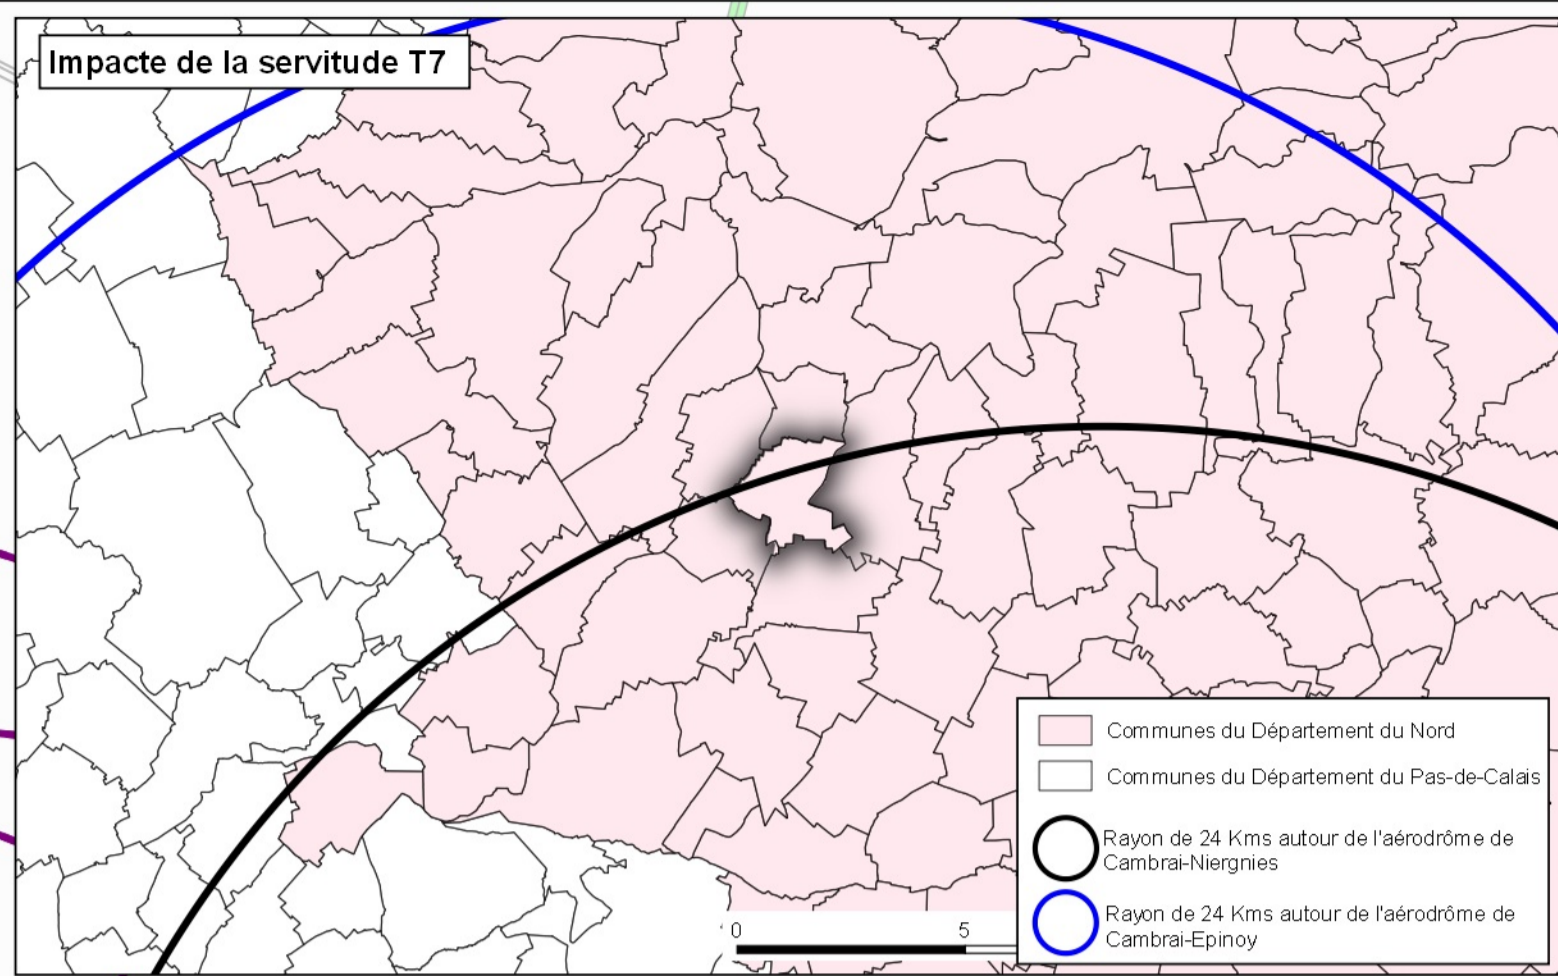 Impacte de la servitude T7
Communes du Département du Nord
Communes du Département du Pas-de-Calais
Rayon de 24 Kms autour de l'aérodrôme de
Cambrai-Niergnies
Rayon de 24 Kms autour de l'aérodrôme de
Cambrai-Epinoy
0 5